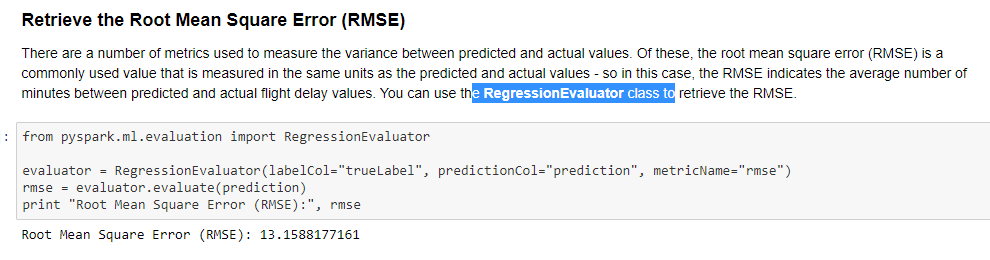 Retrieve the Root Mean Square Error (RMSE)
There are a number of metrics used to measure the variance between predicted and actual values. Of these, the root mean square error (RMSE) is a
commonly used value that is measured in the same units as the predicted and actual values - so in this case, the RMSE indicates the average number of
minutes between predicted and actual flight delay values. You can use the RegressionEvaluator class to retrieve the RMSE.
: from pyspark.ml.evaluation import RegressionEvaluator
evaluator = RegressionEvaluator(labelCol="trueLabel", predictionCol="prediction", metricName="rmse")
rmse = evaluator.evaluate(prediction)
print "Root Mean Square Error (RMSE):", rmse
Root Mean Square Error (RMSE): 13.1588177161